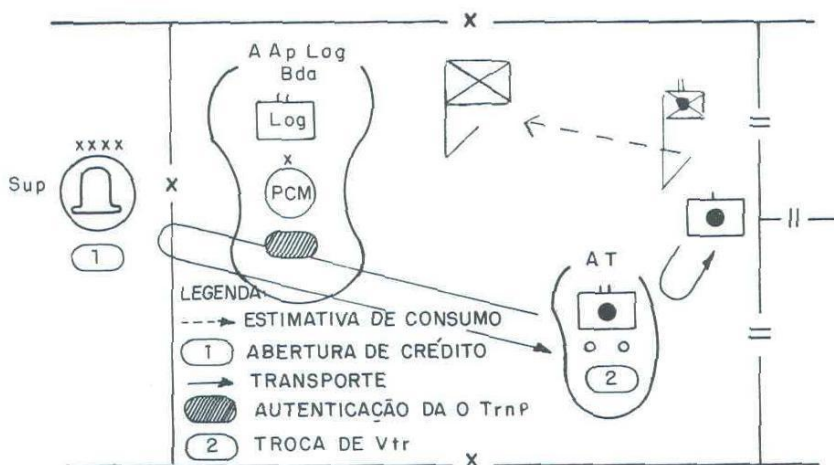 X
A Ap Log
Bda
Log
XXXX
Sup
X
X
PCM
1
A T
2
LEGENDA:
ESTIMATIVA DE CONSUMO
1 ABERTURA DE CRÉDITO
TRANSPORTE
AUTENTICAÇÃO DA O TrnP
2 TROCA DE Vtr
X